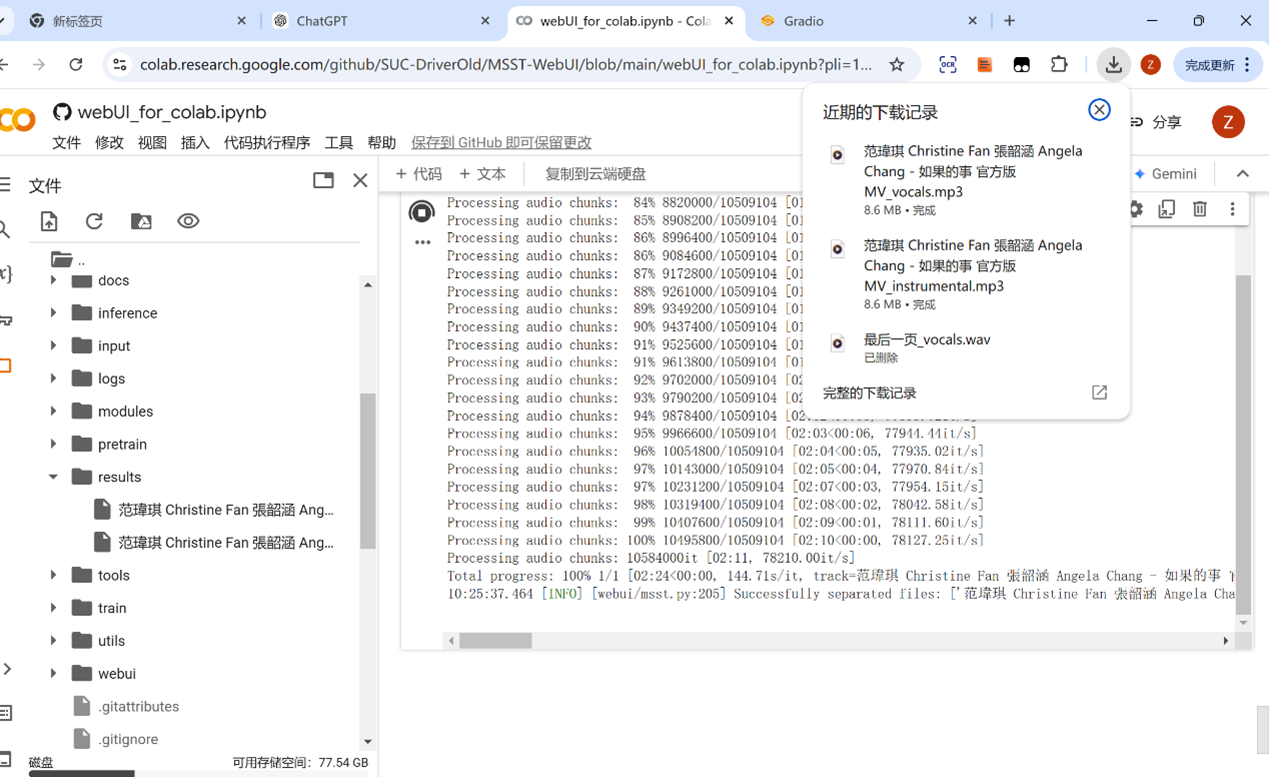 新标签页
ChatGPT
webUI_for_colab.ipynb - Cola
Gradio
colab.research.google.com/github/SUC-DriverOld/MSST-WebUI/blob/main/webUI_for_colab.ipynb?pli=1...
OCR
Z
完成更新
webUI_for_colab.ipynb
文件 修改 视图 插入 代码执行程序 工具 帮助 保存到 GitHub 即可保留更改
分享
Z
近期的下载记录
范瑋琪 Christine Fan 張韶涵 Angela
Chang - 如果的事 官方版
MV_vocals.mp3
8.6 MB • 完成
范瑋琪 Christine Fan 張韶涵 Angela
Chang - 如果的事 官方版
MV_instrumental.mp3
8.6 MB • 完成
最后一页_vocals.wav
已删除
完整的下载记录
文件
+ 代码 + 文本 复制到云端硬盘
Gemini
..
docs
inference
input
logs
modules
pretrain
results
范瑋琪 Christine Fan 張韶涵 Ang...
范瑋琪 Christine Fan 張韶涵 Ang...
tools
train
utils
webui
.gitattributes
.gitignore
磁盘 可用存储空间：77.54 GB
Processing audio chunks: 84% 8820000/10509104 [01
Processing audio chunks: 85% 8908200/10509104 [01
Processing audio chunks: 86% 8996400/10509104 [01
Processing audio chunks: 86% 9084600/10509104 [01
Processing audio chunks: 87% 9172800/10509104 [01
Processing audio chunks: 88% 9261000/10509104 [01
Processing audio chunks: 89% 9349200/10509104 [01
Processing audio chunks: 90% 9437400/10509104 [01
Processing audio chunks: 91% 9525600/10509104 [01
Processing audio chunks: 91% 9613800/10509104 [01
Processing audio chunks: 92% 9702000/10509104 [02
Processing audio chunks: 93% 9790200/10509104 [02
Processing audio chunks: 94% 9878400/10509104
Processing audio chunks: 95% 9966600/10509104 [02:03<00:06, 77944.44it/s]
Processing audio chunks: 96% 10054800/10509104 [02:04<00:05, 77935.02it/s]
Processing audio chunks: 97% 10143000/10509104 [02:05<00:04, 77970.84it/s]
Processing audio chunks: 97% 10231200/10509104 [02:07<00:03, 77954.15it/s]
Processing audio chunks: 98% 10319400/10509104 [02:08<00:02, 78042.58it/s]
Processing audio chunks: 99% 10407600/10509104 [02:09<00:01, 78111.60it/s]
Processing audio chunks: 100% 10495800/10509104 [02:10<00:00, 78127.25it/s]
Processing audio chunks: 10584000it [02:11, 78210.00it/s]
Total progress: 100% 1/1 [02:24<00:00, 144.71s/it, track=范瑋琪 Christine Fan 張韶涵 Angela Chang - 如果的事
10:25:37.464 [INFO] [webui/msst.py:205] Successfully separated files: ['范瑋琪 Christine Fan 張韶涵 Angela Cha